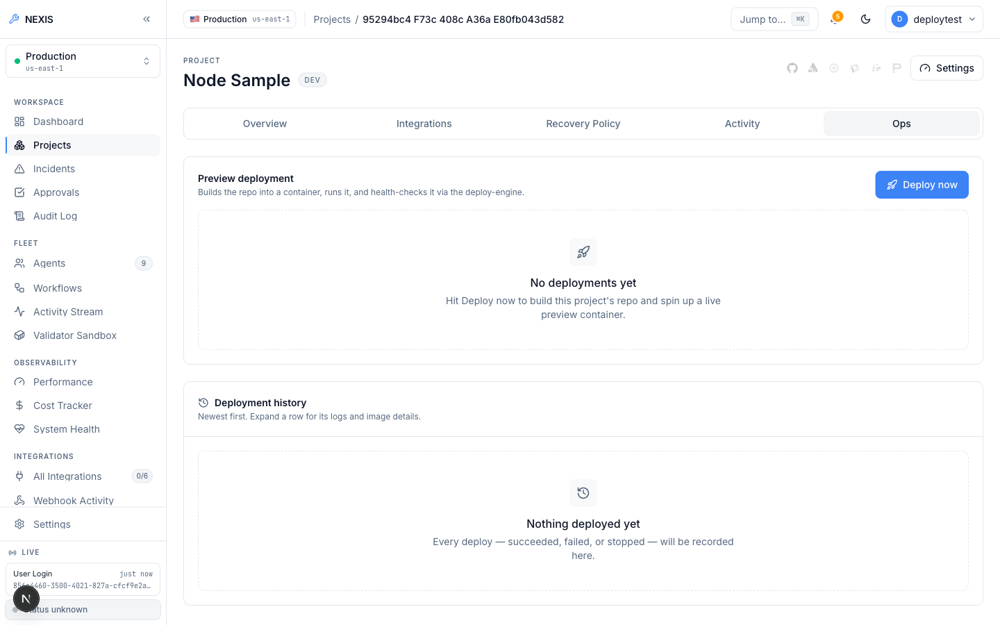 NEXIS
Production us-east-1
Projects / 95294bc4 F73c 408c A36a E80fb043d582
Jump to... ⌘K
5
D deploytest
Production
us-east-1
WORKSPACE
Dashboard
Projects
Incidents
Approvals
Audit Log
FLEET
Agents 9
Workflows
Activity Stream
Validator Sandbox
OBSERVABILITY
Performance
Cost Tracker
System Health
INTEGRATIONS
All Integrations 0/6
Webhook Activity
Settings
LIVE
User Login just now
4460-3500-4021-827a-cfcf9e2a…
N
unknown
PROJECT
Node Sample DEV
Settings
Overview
Integrations
Recovery Policy
Activity
Ops
Preview deployment
Builds the repo into a container, runs it, and health-checks it via the deploy-engine.
Deploy now
No deployments yet
Hit Deploy now to build this project's repo and spin up a live
preview container.
Deployment history
Newest first. Expand a row for its logs and image details.
Nothing deployed yet
Every deploy — succeeded, failed, or stopped — will be recorded
here.